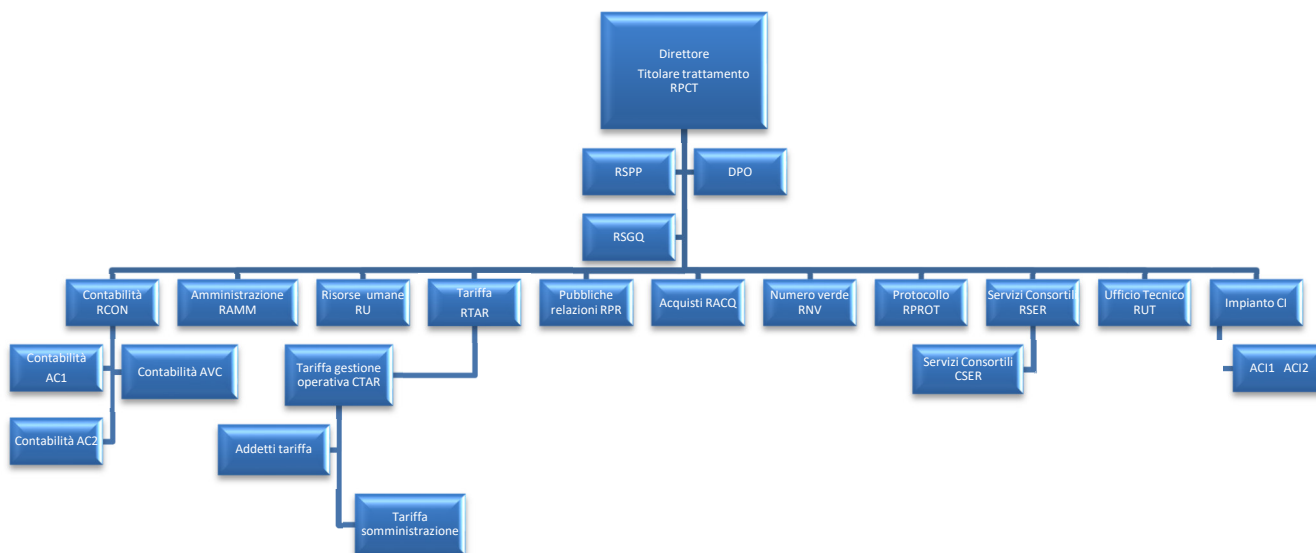 Direttore
Titolare trattamento
RPCT
RSPP
DPO
RSGQ
Contabilità
RCON
Amministrazione
RAMM
Risorse umane
RU
Tariffa
RTAR
Pubbliche
relazioni RPR
Acquisti RACQ
Numero verde
RNV
Protocollo
RPROT
Servizi Consortili
RSER
Ufficio Tecnico
RUT
Impianto CI
Contabilità
AC1
Contabilità AVC
Tariffa gestione
operativa CTAR
Servizi Consortili
CSER
ACI1 ACI2
Contabilità AC2
Addetti tariffa
Tariffa
somministrazione